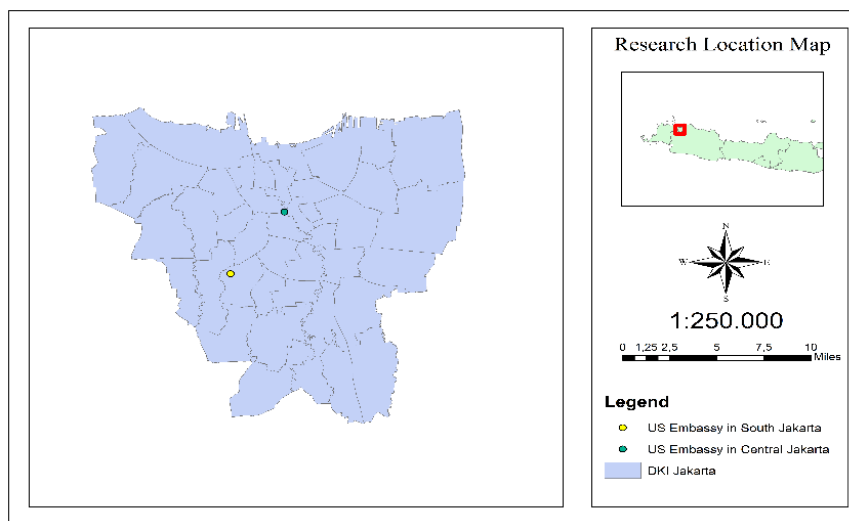 Research Location Map
N
W
E
S
1:250.000
0 1,25 2,5 5 7,5 10
Miles
Legend
US Embassy in South Jakarta
US Embassy in Central Jakarta
DKI Jakarta